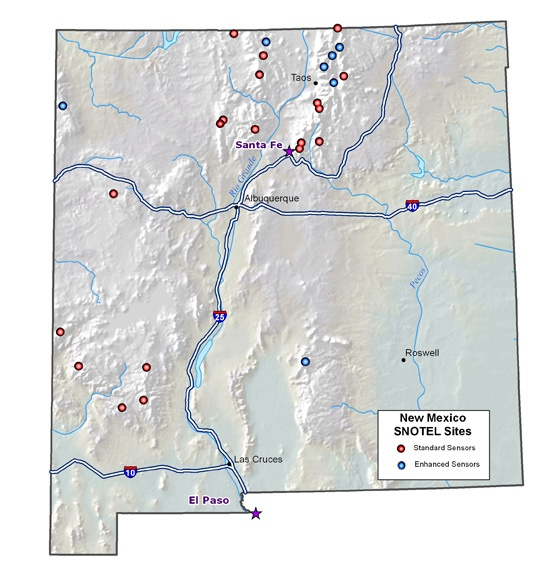 Taos
Santa Fe
Rio Grande
Albuquerque
40
Pecos
25
Roswell
New Mexico
SNOTEL Sites
Standard Sensors
Enhanced Sensors
Las Cruces
10
El Paso